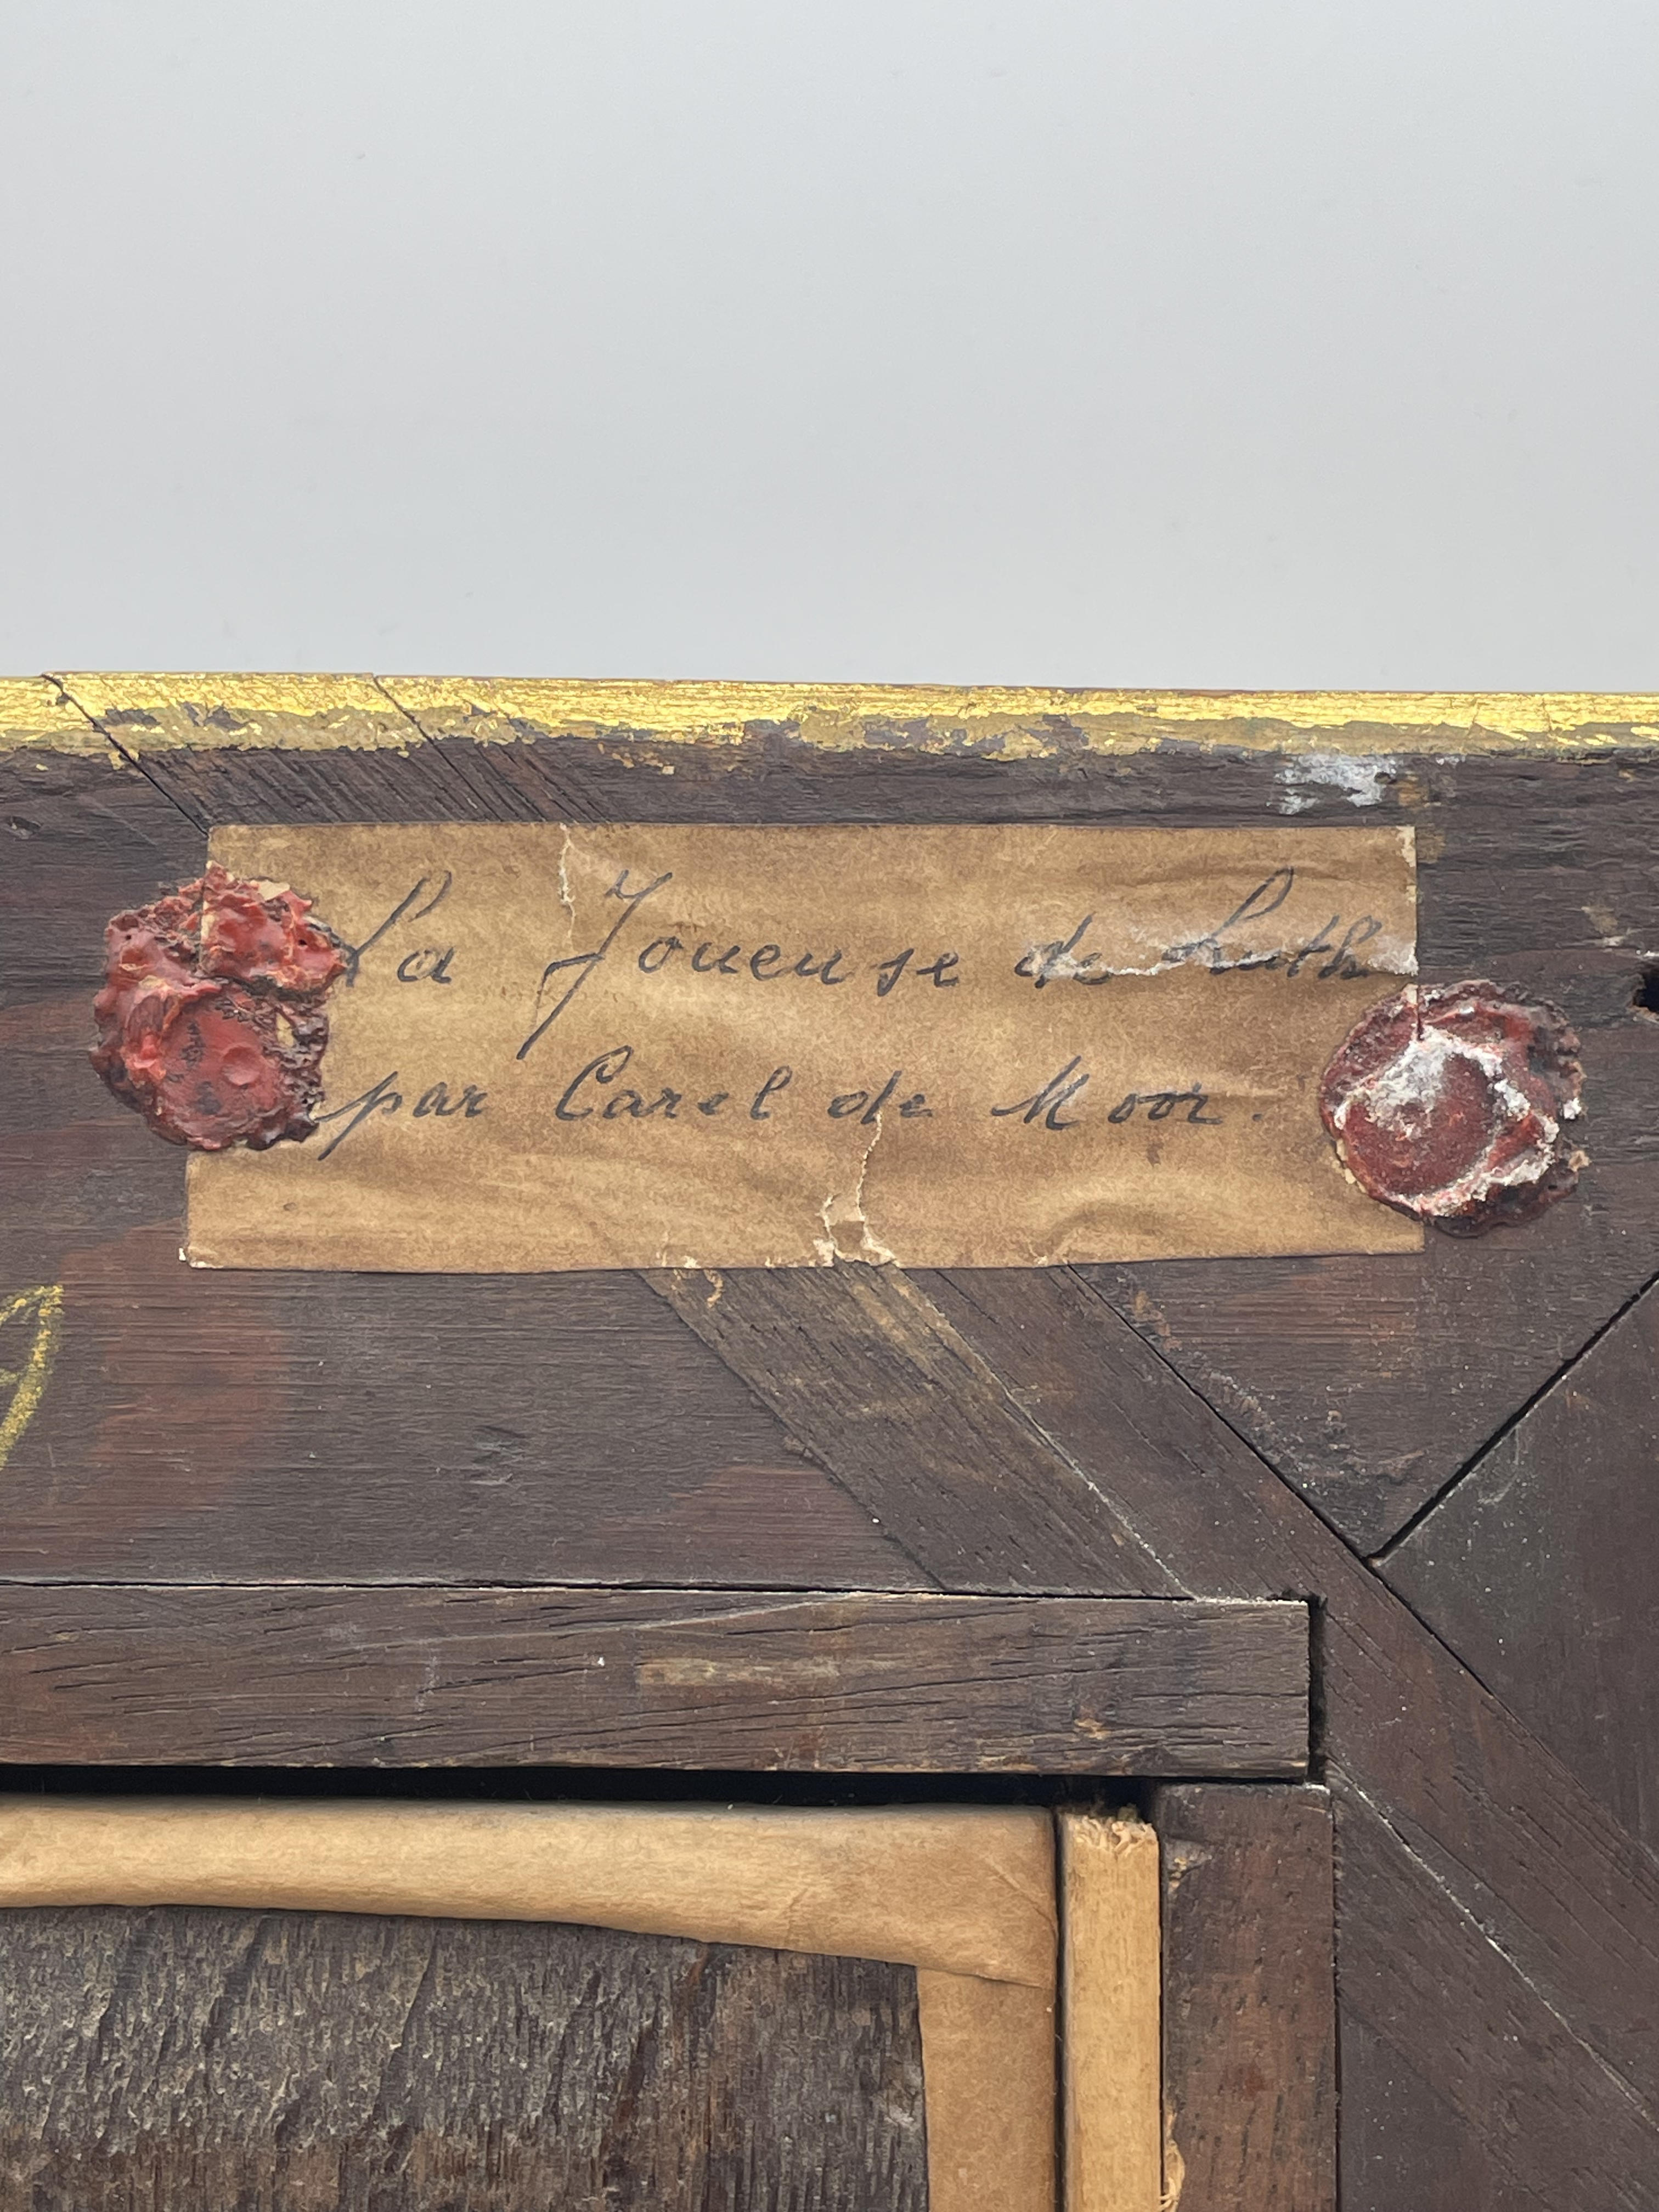 La Joueuse de Luth
par Carel de Moor.